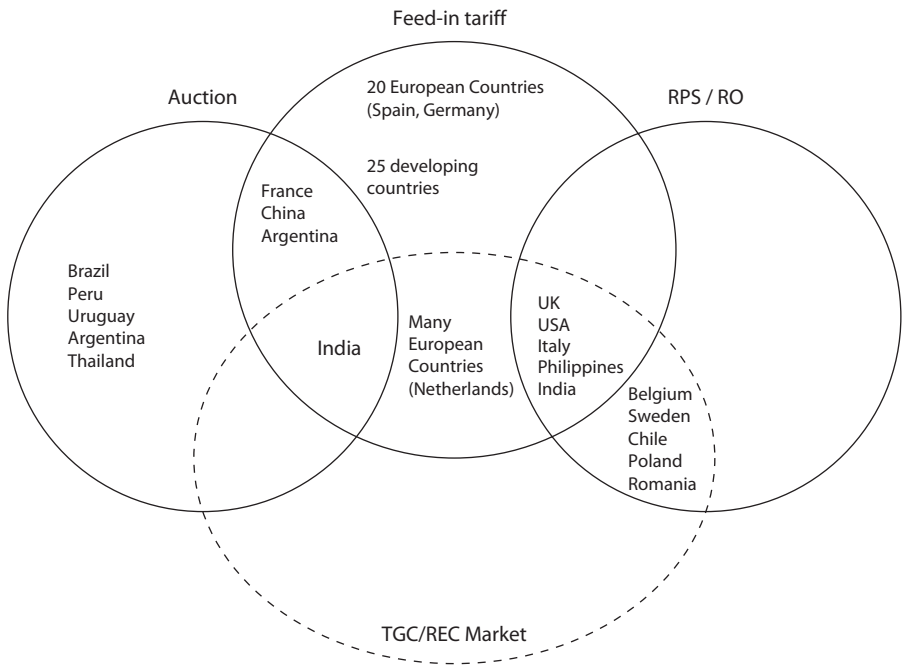 Feed-in tariff
Auction
RPS / RO
20 European Countries
(Spain, Germany)
25 developing
countries
France
China
Argentina
Brazil
Peru
Uruguay
Argentina
Thailand
India
Many
European
Countries
(Netherlands)
UK
USA
Italy
Philippines
India
Belgium
Sweden
Chile
Poland
Romania
TGC/REC Market